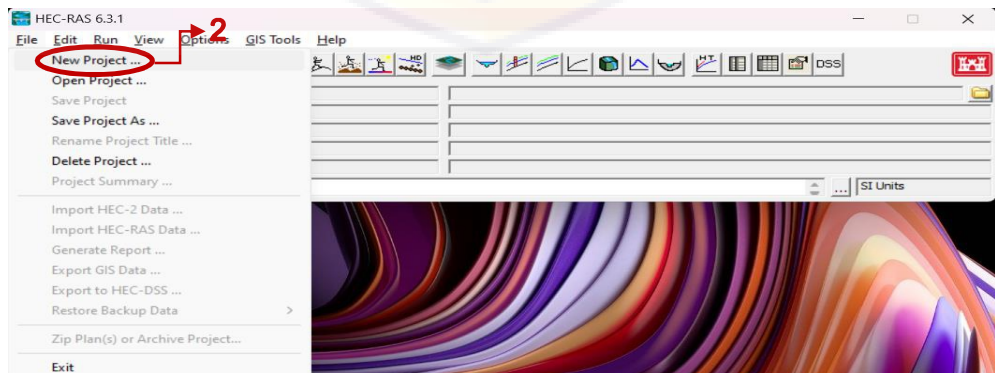 HEC-RAS 6.3.1
2
File Edit Run View Options GIS Tools Help
New Project ...
HD
HT
DSS
Open Project ...
Save Project
Save Project As ...
Rename Project Title ...
Delete Project ...
Project Summary ...
... SI Units
Import HEC-2 Data ...
Import HEC-RAS Data ...
Generate Report ...
Export GIS Data ...
Export to HEC-DSS ...
Restore Backup Data >
Zip Plan(s) or Archive Project...
Exit